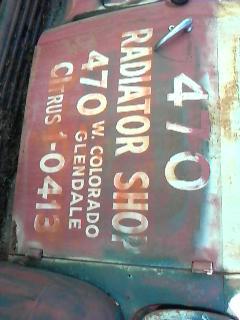 470
RADIATOR SHOP
470 W. COLORADO
GLENDALE
CITRUS 1-0413